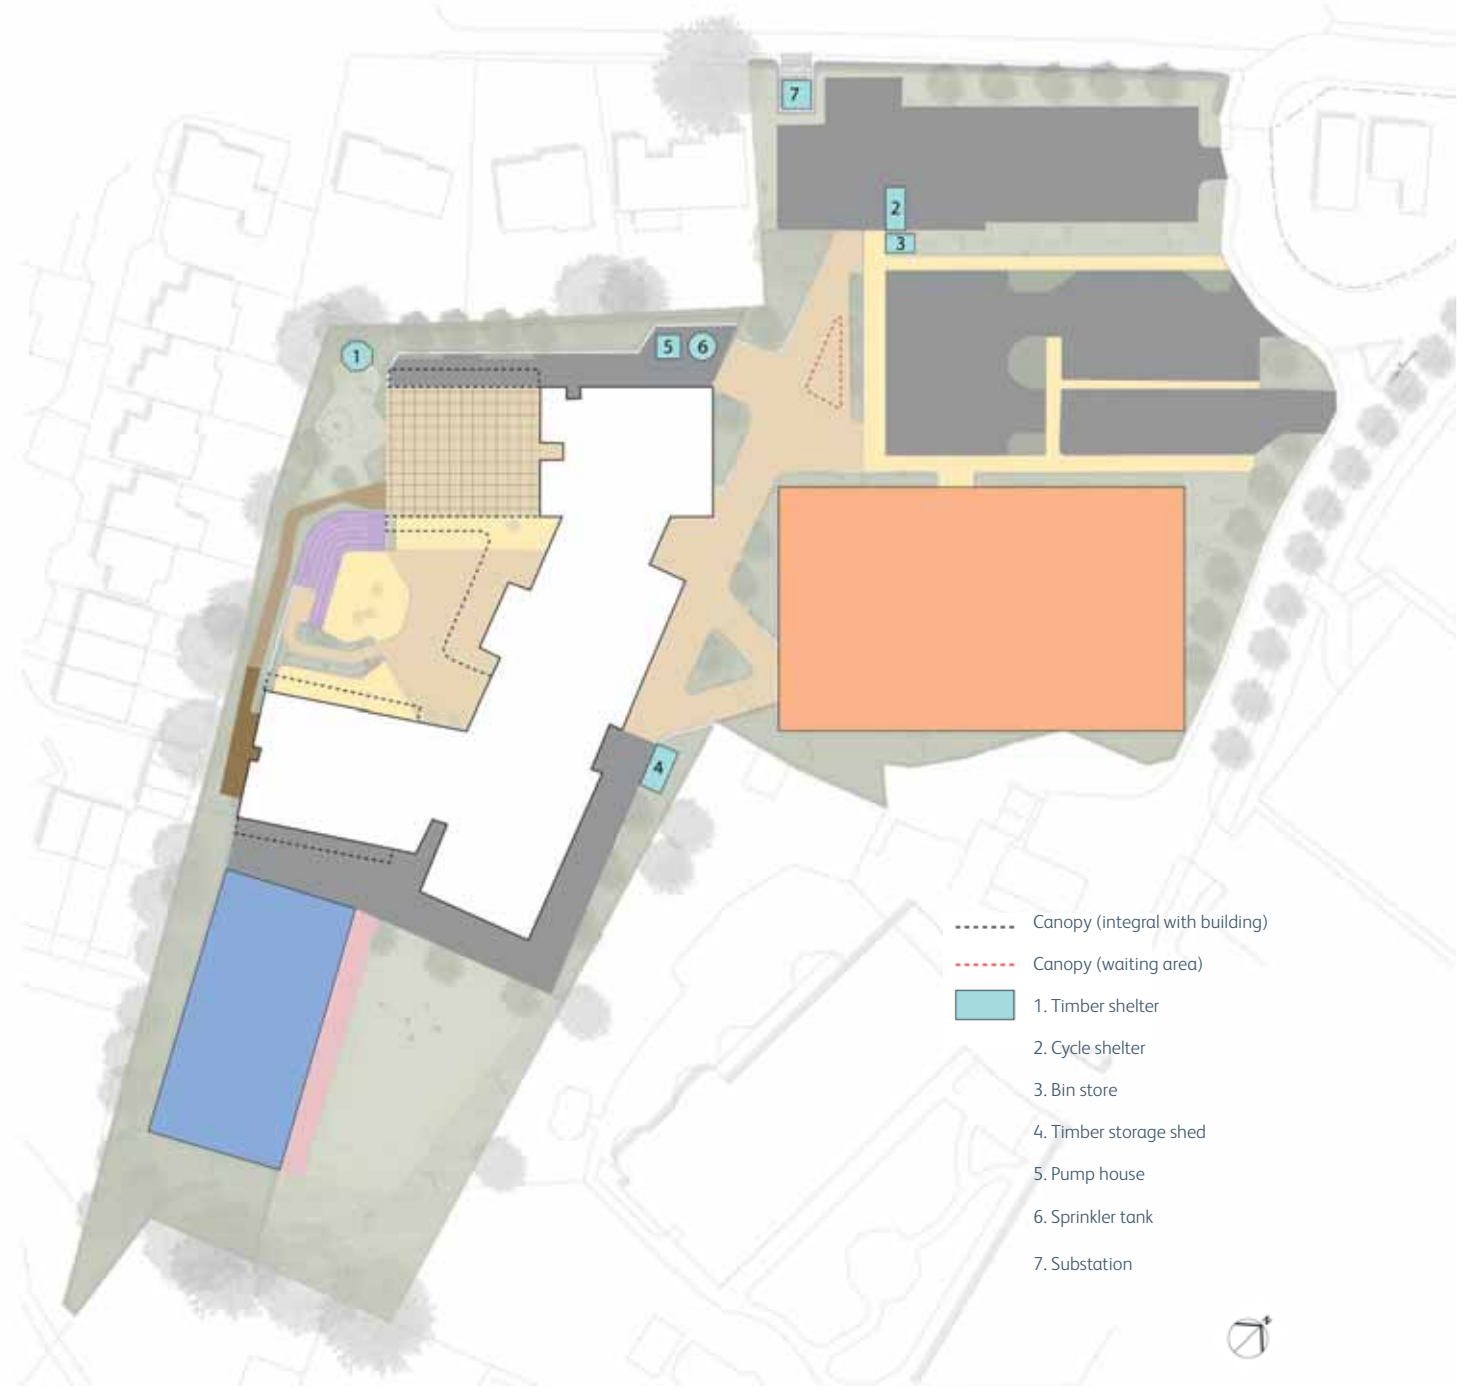 7
2
3
1
5
6
4
Canopy (integral with building)
Canopy (waiting area)
1. Timber shelter
2. Cycle shelter
3. Bin store
4. Timber storage shed
5. Pump house
6. Sprinkler tank
7. Substation
N